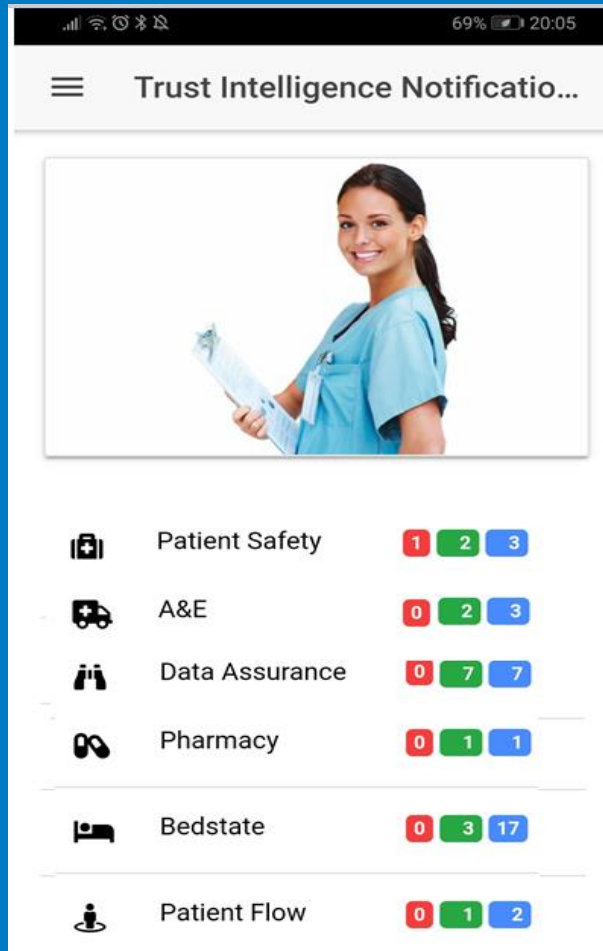 69% 20:05
Trust Intelligence Notificatio...
Patient Safety 1 2 3
A&E 0 2 3
Data Assurance 0 7 7
Pharmacy 0 1 1
Bedstate 0 3 17
Patient Flow 0 1 2